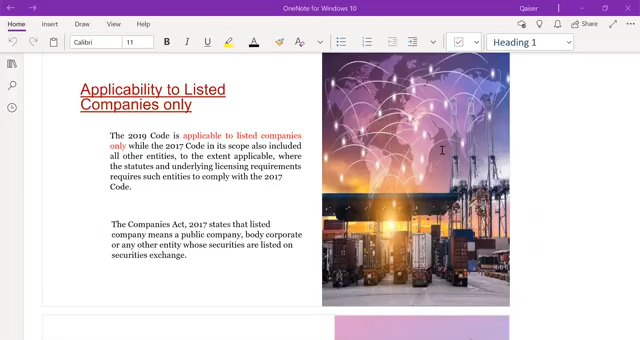 OneNote for Windows 10
Qaiser
Home
Insert
Draw
View
Help
Share
Calibri
11
B
I
U
A
Heading 1
Applicability to Listed
Companies only
The 2019 Code is applicable to listed companies
only while the 2017 Code in its scope also included
all other entities, to the extent applicable, where
the statutes and underlying licensing requirements
requires such entities to comply with the 2017
Code.
The Companies Act, 2017 states that listed
company means a public company, body corporate
or any other entity whose securities are listed on
securities exchange.